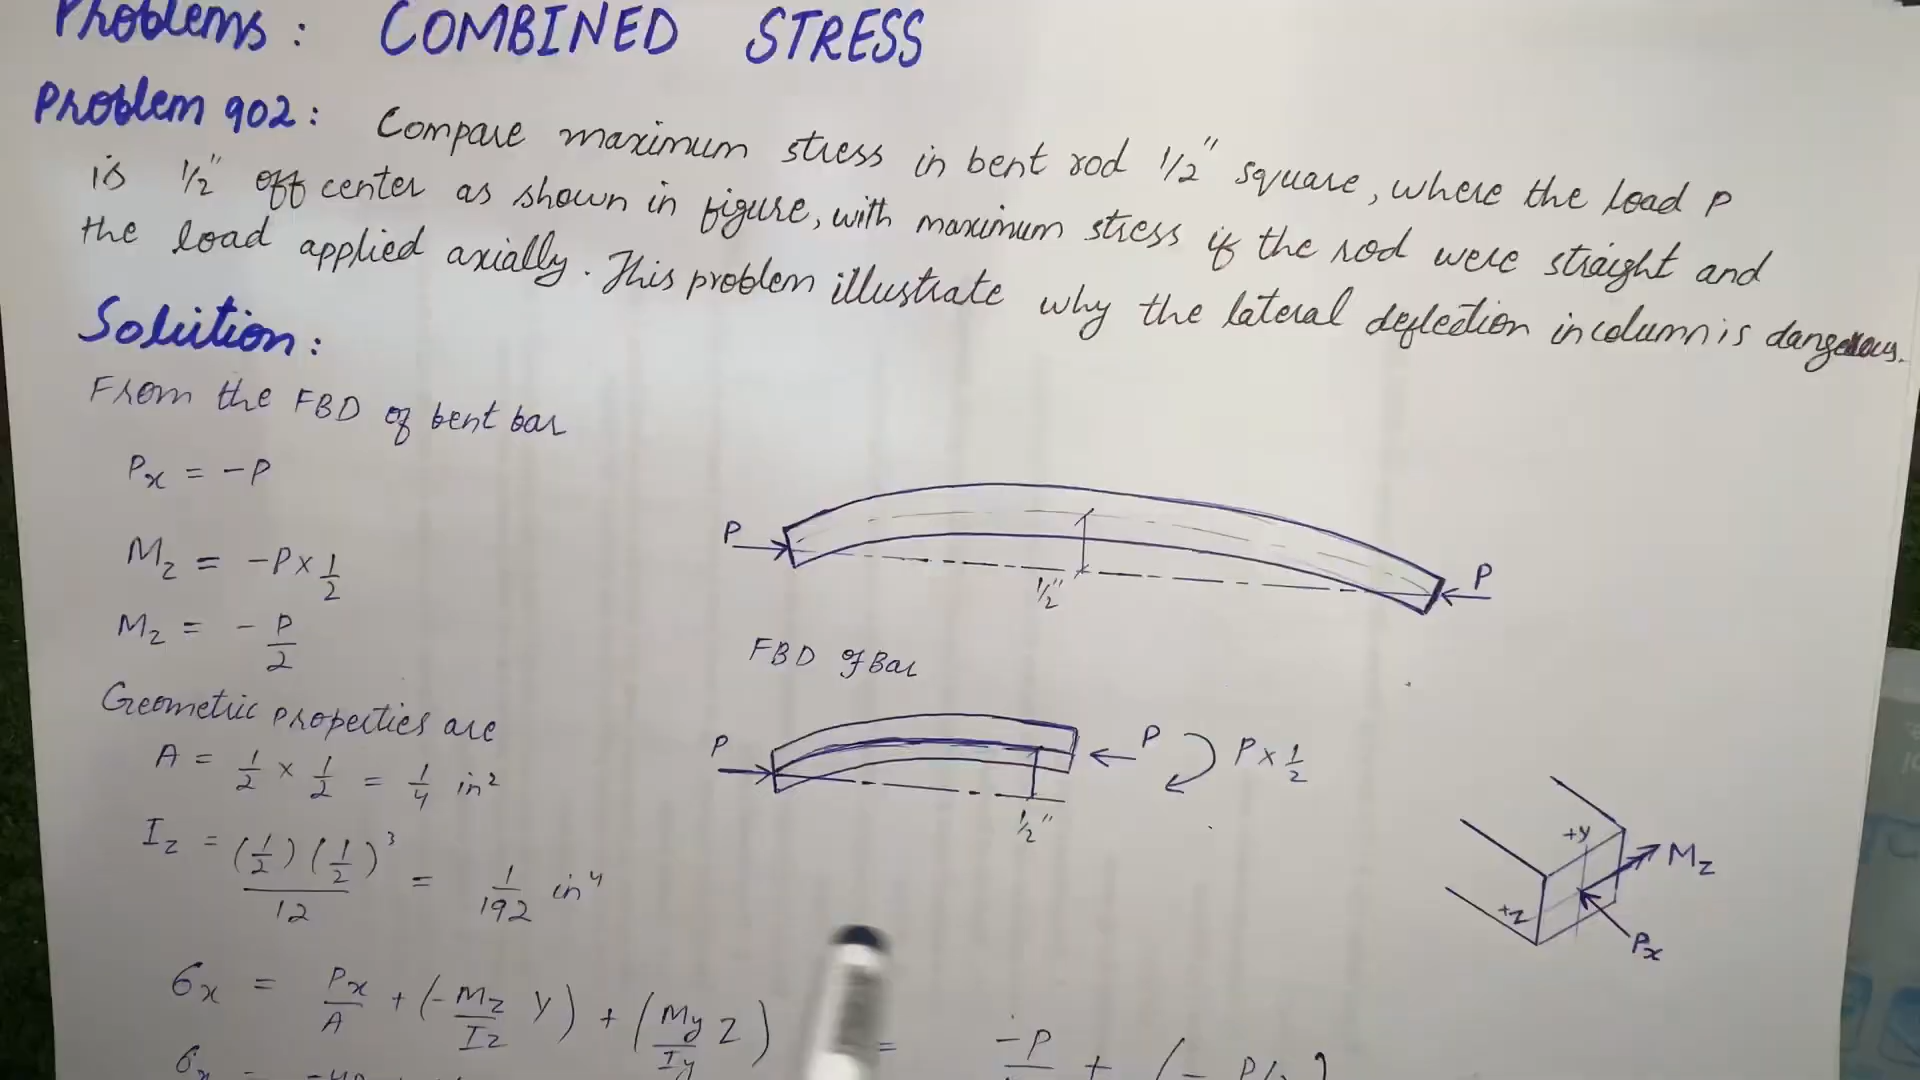 Problems: COMBINED STRESS
Problem 902: Compare maximum stress in bent rod 1/2" square, where the load P
is 1/2" off center as shown in figure, with maximum stress if the rod were straight and
the load applied axially. This problem illustrate why the lateral deflection in column is dangerous.
Solution:
From the FBD of bent bar
Px = -P
Mz = -P x 1/2
Mz = - P/2
Geometric properties are
A = 1/2 x 1/2 = 1/4 in²
Iz = (1/2)(1/2)³/12 = 1/192 in⁴
σx = Px/A + (-Mz/Iz y) + (My/Iy z) =
σx
P
1/2"
P
FBD of Bar
P
P
P x 1/2
1/2"
+y
Mz
+z
Px